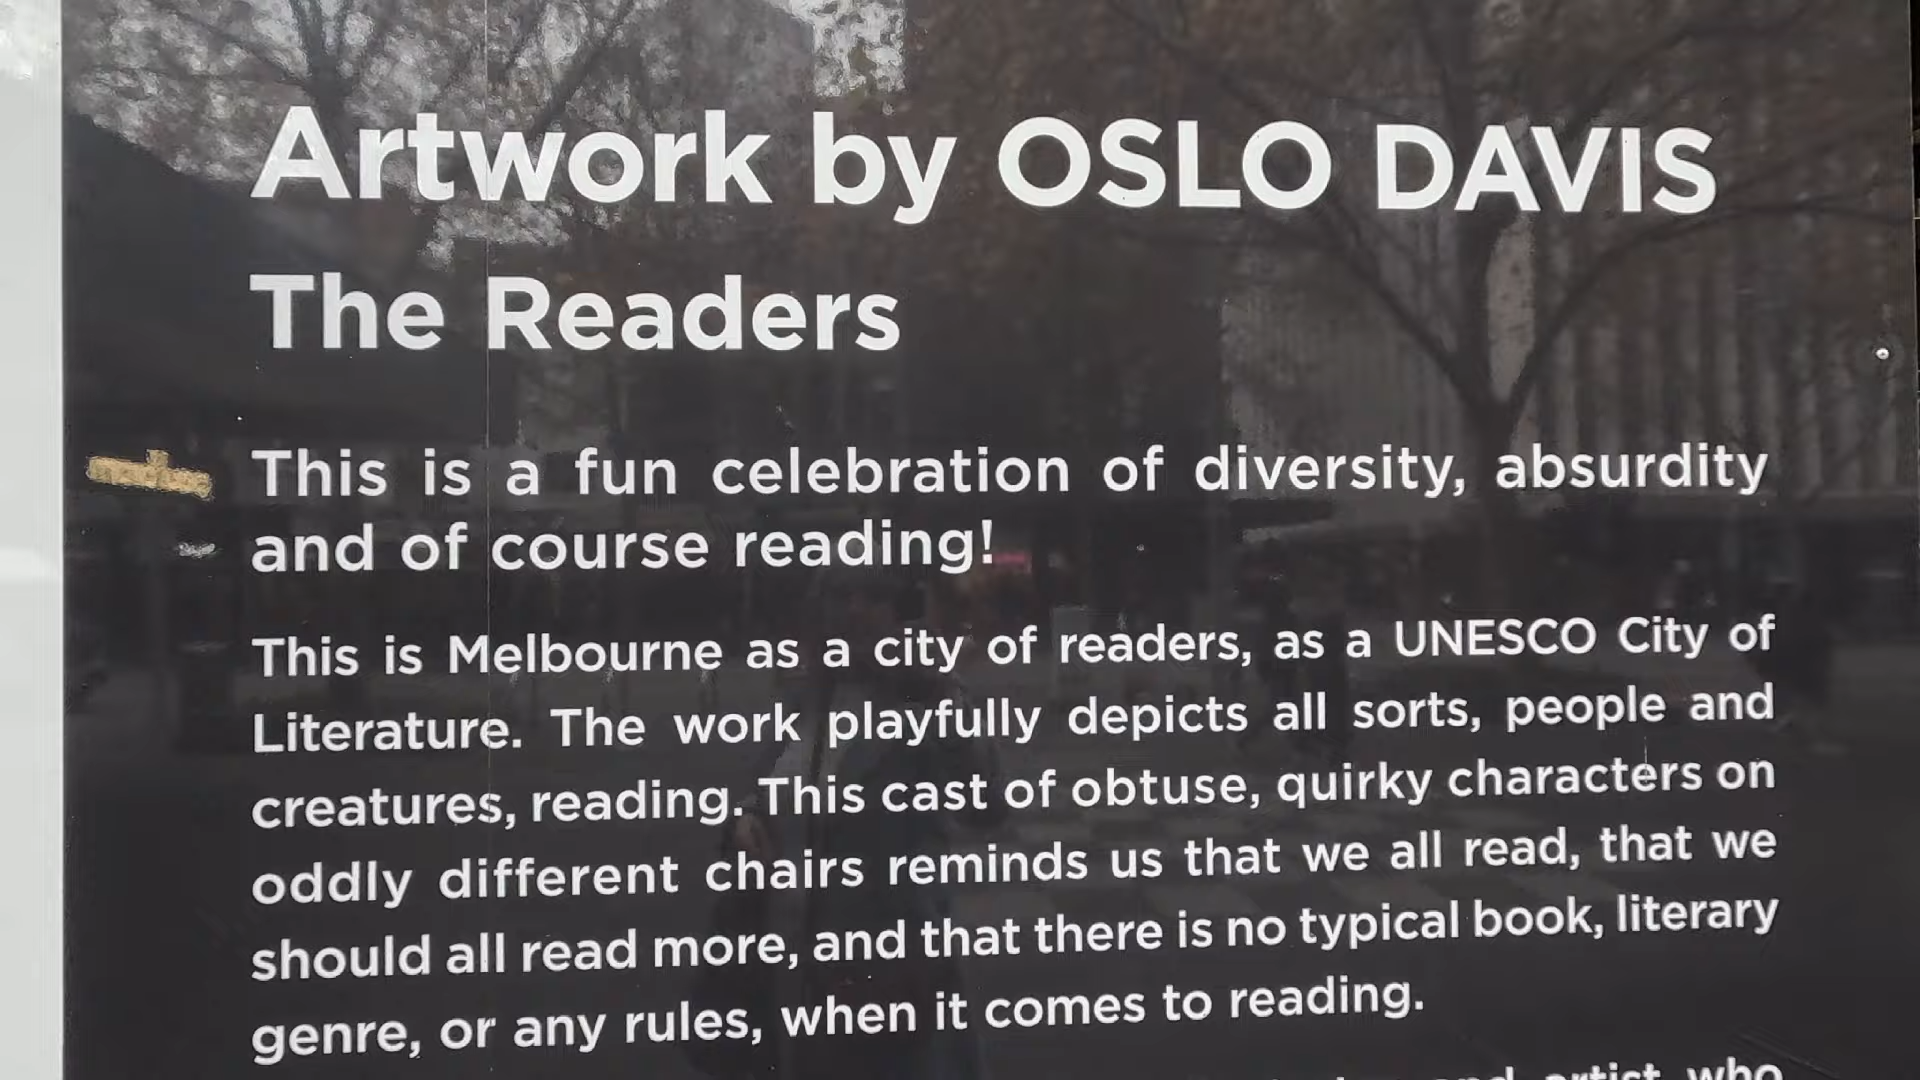 Artwork by OSLO DAVIS
The Readers
This is a fun celebration of diversity, absurdity
and of course reading!
This is Melbourne as a city of readers, as a UNESCO City of
Literature. The work playfully depicts all sorts, people and
creatures, reading. This cast of obtuse, quirky characters on
oddly different chairs reminds us that we all read, that we
should all read more, and that there is no typical book, literary
genre, or any rules, when it comes to reading.
and artist who